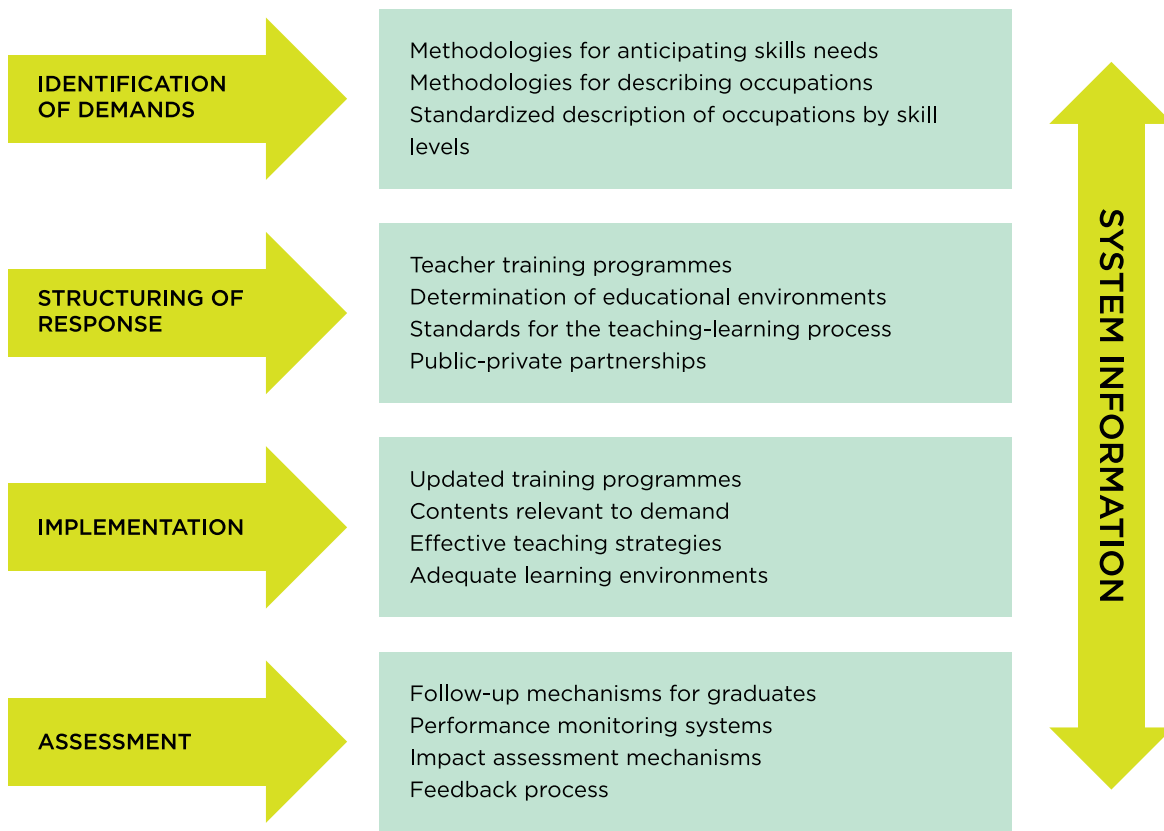 IDENTIFICATION
OF DEMANDS
Methodologies for anticipating skills needs
Methodologies for describing occupations
Standardized description of occupations by skill
levels
STRUCTURING OF
RESPONSE
Teacher training programmes
Determination of educational environments
Standards for the teaching-learning process
Public-private partnerships
IMPLEMENTATION
Updated training programmes
Contents relevant to demand
Effective teaching strategies
Adequate learning environments
ASSESSMENT
Follow-up mechanisms for graduates
Performance monitoring systems
Impact assessment mechanisms
Feedback process
SYSTEM INFORMATION